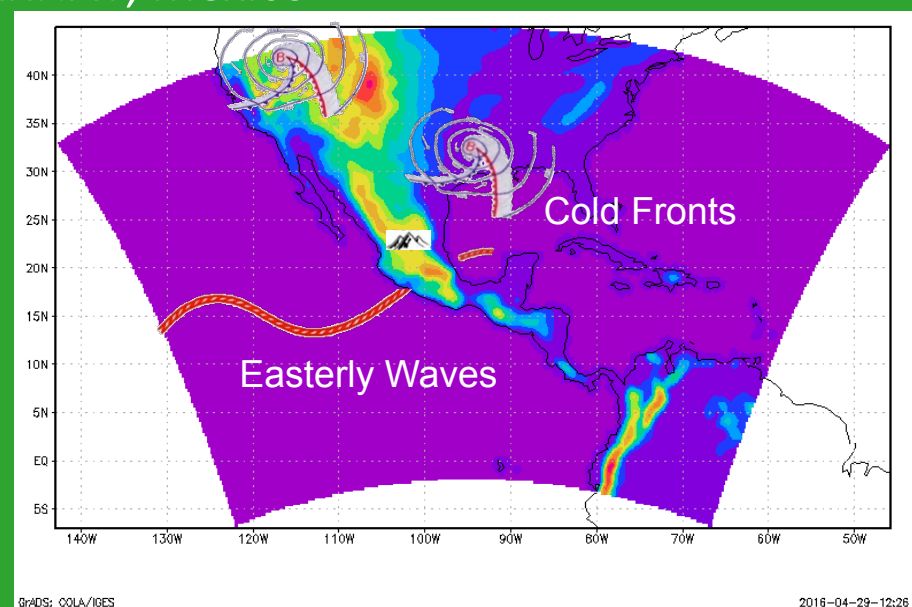 40N
35N
30N
25N
20N
15N
10N
5N
EQ
5S
B
B
Cold Fronts
Easterly Waves
140W 130W 120W 110W 100W 90W 80W 70W 60W 50W
GrADS: COLA/IGES
2016-04-29-12:26